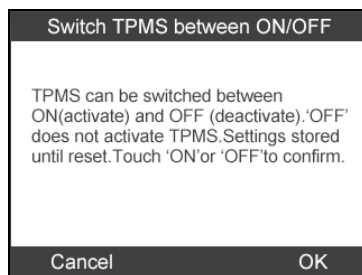 Switch TPMS between ON/OFF
TPMS can be switched between
ON(activate) and OFF (deactivate).‘OFF’
does not activate TPMS.Settings stored
until reset.Touch ‘ON’or ‘OFF’to confirm.
Cancel OK